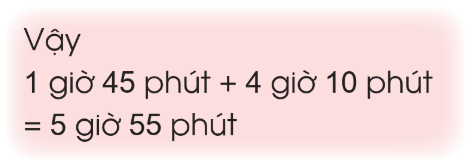 Vậy
1 giờ 45 phút + 4 giờ 10 phút
= 5 giờ 55 phút